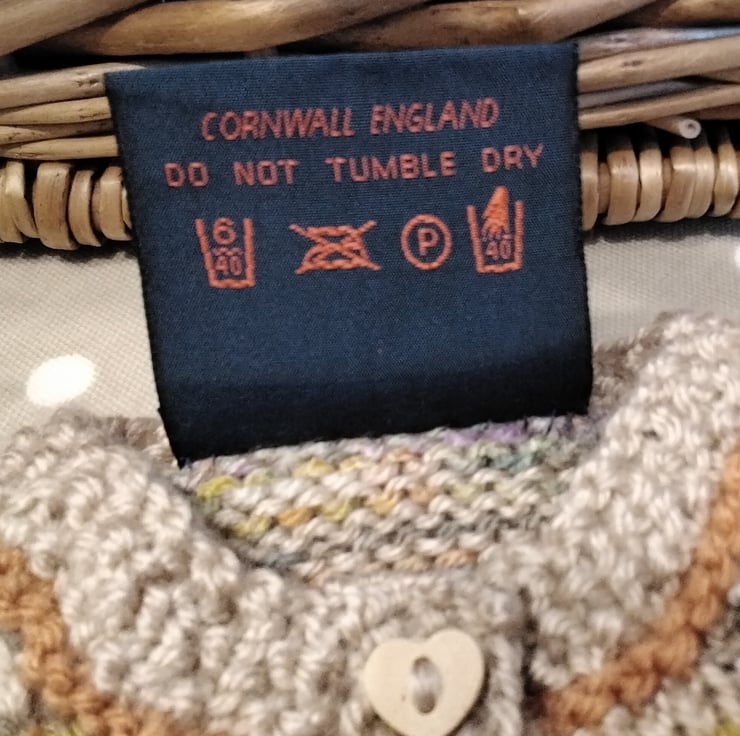 CORNWALL ENGLAND
DO NOT TUMBLE DRY
6 40 P 40